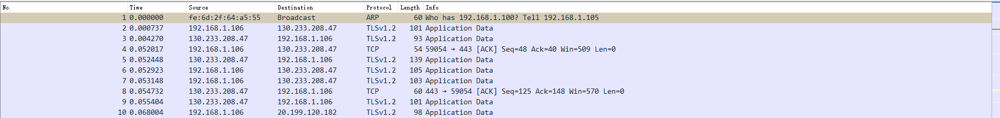 No. Time Source Destination Protocol Length Info
1 0.000000 fe:6d:2f:64:a5:55 Broadcast ARP 60 Who has 192.168.1.100? Tell 192.168.1.105
2 0.000737 192.168.1.106 130.233.208.47 TLSv1.2 101 Application Data
3 0.004270 130.233.208.47 192.168.1.106 TLSv1.2 93 Application Data
4 0.052017 192.168.1.106 130.233.208.47 TCP 54 59054 → 443 [ACK] Seq=48 Ack=40 Win=509 Len=0
5 0.052448 130.233.208.47 192.168.1.106 TLSv1.2 139 Application Data
6 0.052923 192.168.1.106 130.233.208.47 TLSv1.2 105 Application Data
7 0.053148 192.168.1.106 130.233.208.47 TLSv1.2 103 Application Data
8 0.054732 130.233.208.47 192.168.1.106 TCP 60 443 → 59054 [ACK] Seq=125 Ack=148 Win=570 Len=0
9 0.055404 130.233.208.47 192.168.1.106 TLSv1.2 101 Application Data
10 0.068004 192.168.1.106 20.199.120.182 TLSv1.2 98 Application Data